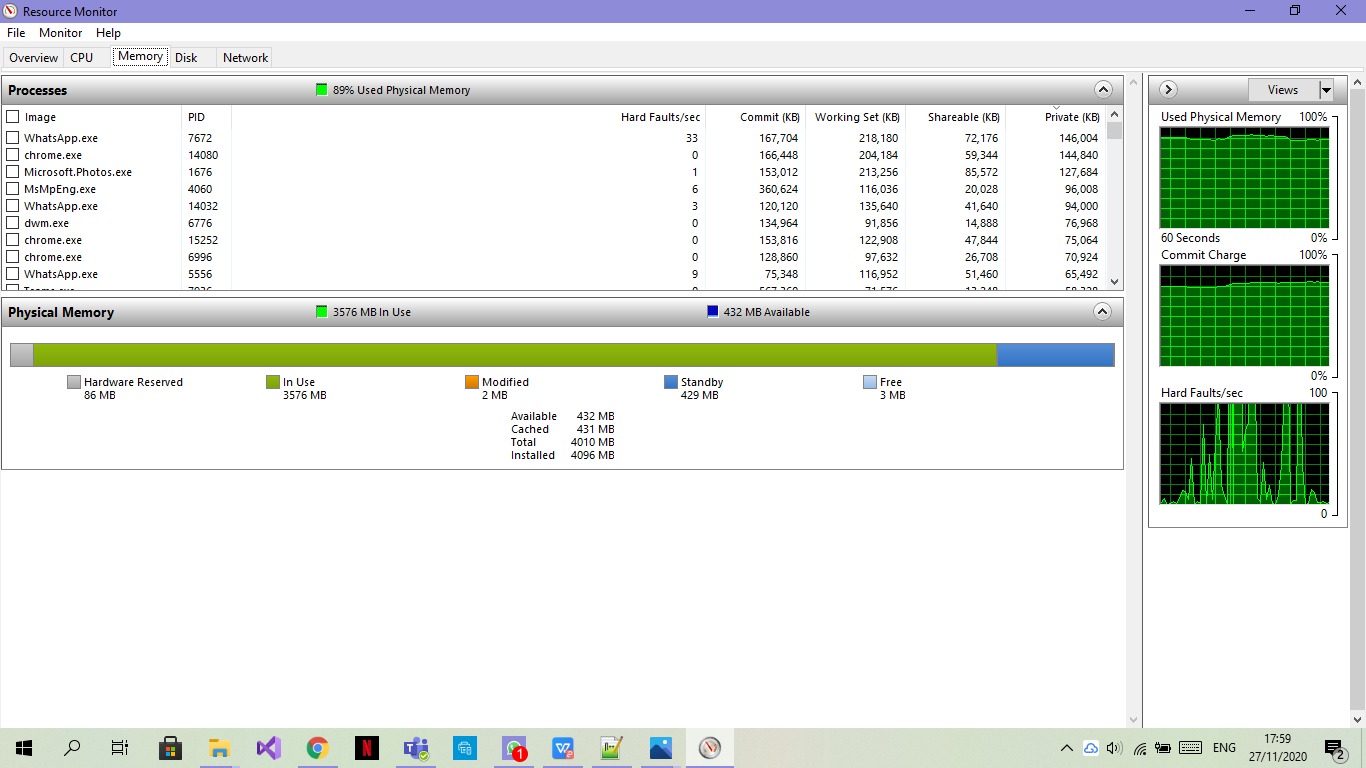 Resource Monitor
File Monitor Help
Overview CPU Memory Disk Network
Processes 89% Used Physical Memory
Image PID Hard Faults/sec Commit (KB) Working Set (KB) Shareable (KB) Private (KB)
WhatsApp.exe 7672 33 167,704 218,180 72,176 146,004
chrome.exe 14080 0 166,448 204,184 59,344 144,840
Microsoft.Photos.exe 1676 1 153,012 213,256 85,572 127,684
MsMpEng.exe 4060 6 360,624 116,036 20,028 96,008
WhatsApp.exe 14032 3 120,120 135,640 41,640 94,000
dwm.exe 6776 0 134,964 91,856 14,888 76,968
chrome.exe 15252 0 153,816 122,908 47,844 75,064
chrome.exe 6996 0 128,860 97,632 26,708 70,924
WhatsApp.exe 5556 9 75,348 116,952 51,460 65,492
Physical Memory 3576 MB In Use 432 MB Available
Hardware Reserved In Use Modified Standby Free
86 MB 3576 MB 2 MB 429 MB 3 MB
Available 432 MB
Cached 431 MB
Total 4010 MB
Installed 4096 MB
Views
Used Physical Memory 100%
60 Seconds 0%
Commit Charge 100%
0%
Hard Faults/sec 100
0
N
1
ENG
17:59
27/11/2020
2